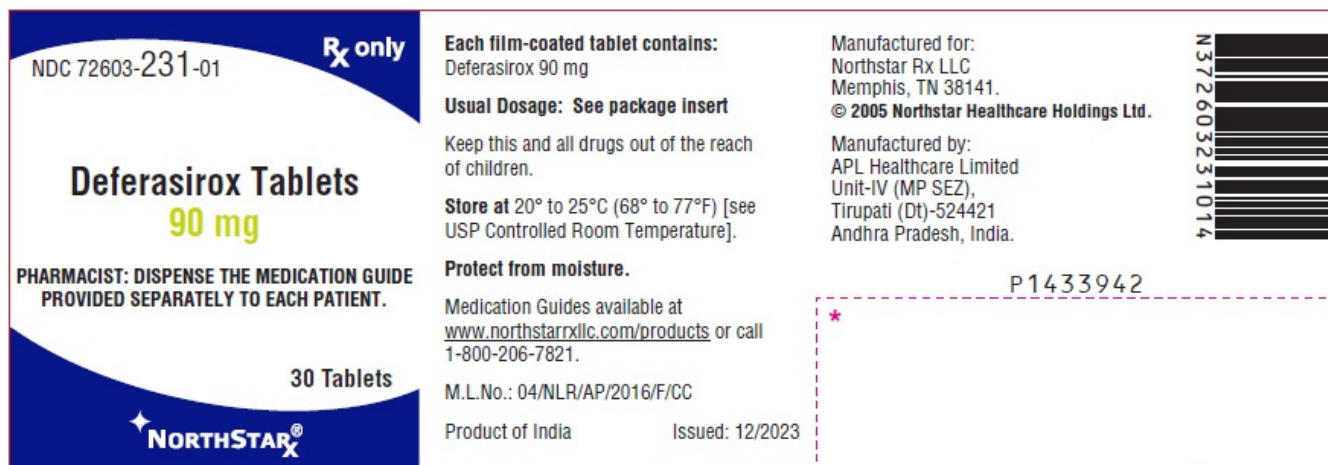 NDC 72603-231-01
Rx only
Deferasirox Tablets
90 mg
PHARMACIST: DISPENSE THE MEDICATION GUIDE
PROVIDED SEPARATELY TO EACH PATIENT.
30 Tablets
NORTHSTARx®
Each film-coated tablet contains:
Deferasirox 90 mg
Usual Dosage: See package insert
Keep this and all drugs out of the reach
of children.
Store at 20° to 25°C (68° to 77°F) [see
USP Controlled Room Temperature].
Protect from moisture.
Medication Guides available at
www.northstarrxllc.com/products or call
1-800-206-7821.
M.L.No.: 04/NLR/AP/2016/F/CC
Product of India Issued: 12/2023
Manufactured for:
Northstar Rx LLC
Memphis, TN 38141.
© 2005 Northstar Healthcare Holdings Ltd.
Manufactured by:
APL Healthcare Limited
Unit-IV (MP SEZ),
Tirupati (Dt)-524421
Andhra Pradesh, India.
N372603231014
P1433942
*